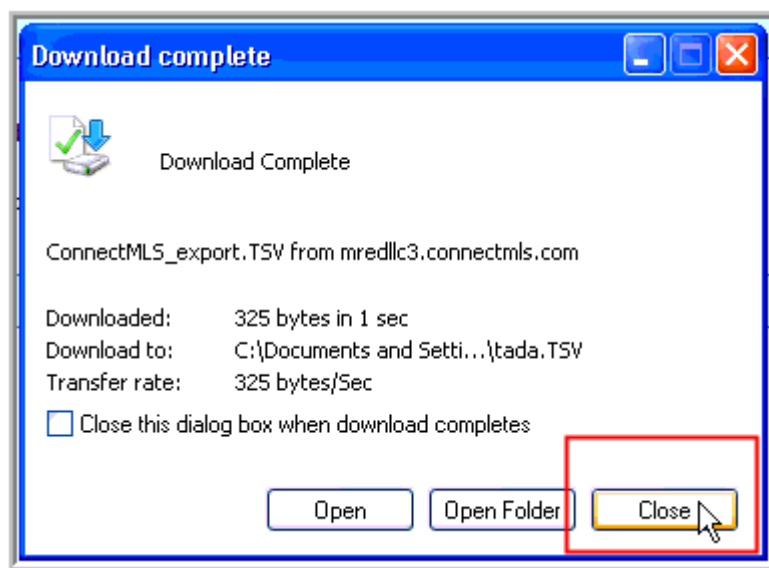 Download complete
Download Complete
ConnectMLS_export.TSV from mredllc3.connectmls.com
Downloaded: 325 bytes in 1 sec
Download to: C:\Documents and Setti...\tada.TSV
Transfer rate: 325 bytes/Sec
Close this dialog box when download completes
Open Open Folder Close